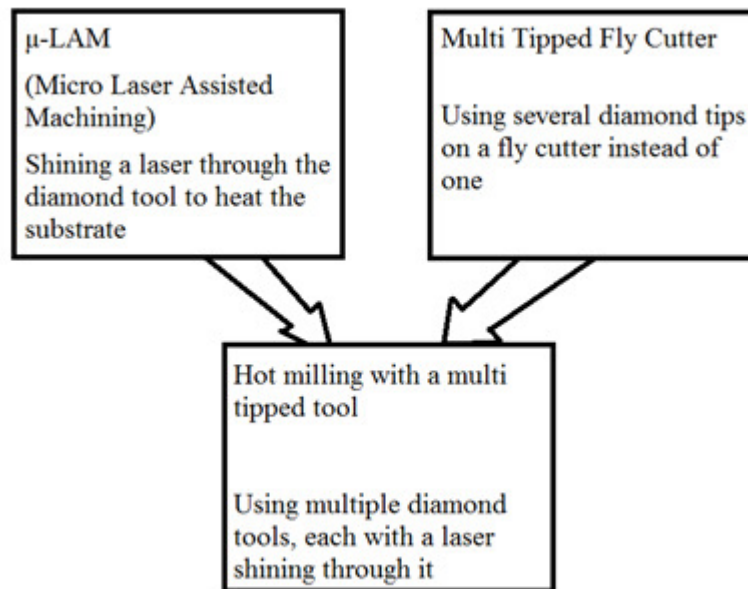 μ-LAM
(Micro Laser Assisted
Machining)
Shining a laser through the
diamond tool to heat the
substrate
Multi Tipped Fly Cutter
Using several diamond tips
on a fly cutter instead of
one
Hot milling with a multi
tipped tool
Using multiple diamond
tools, each with a laser
shining through it